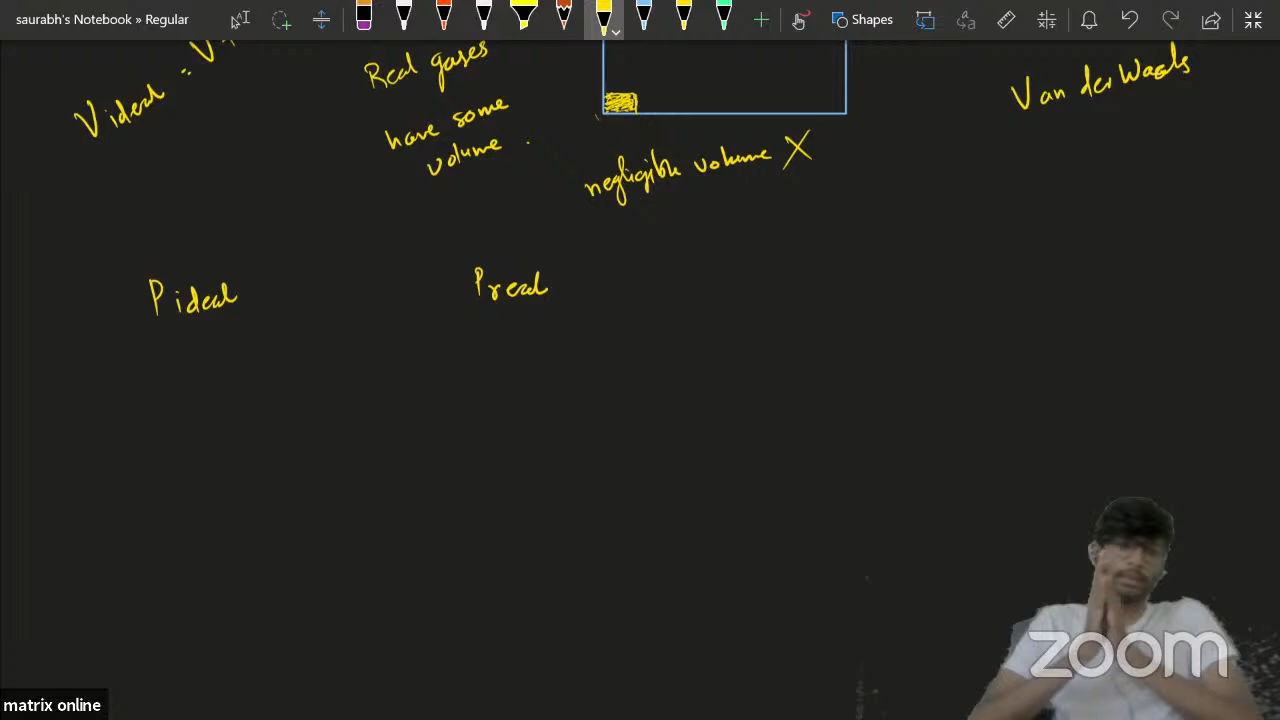 saurabh's Notebook » Regular
Shapes
V ideal = V
Real gases
have some
volume .
Van der Waals
negligible volume X
P ideal
P real
zoom
matrix online